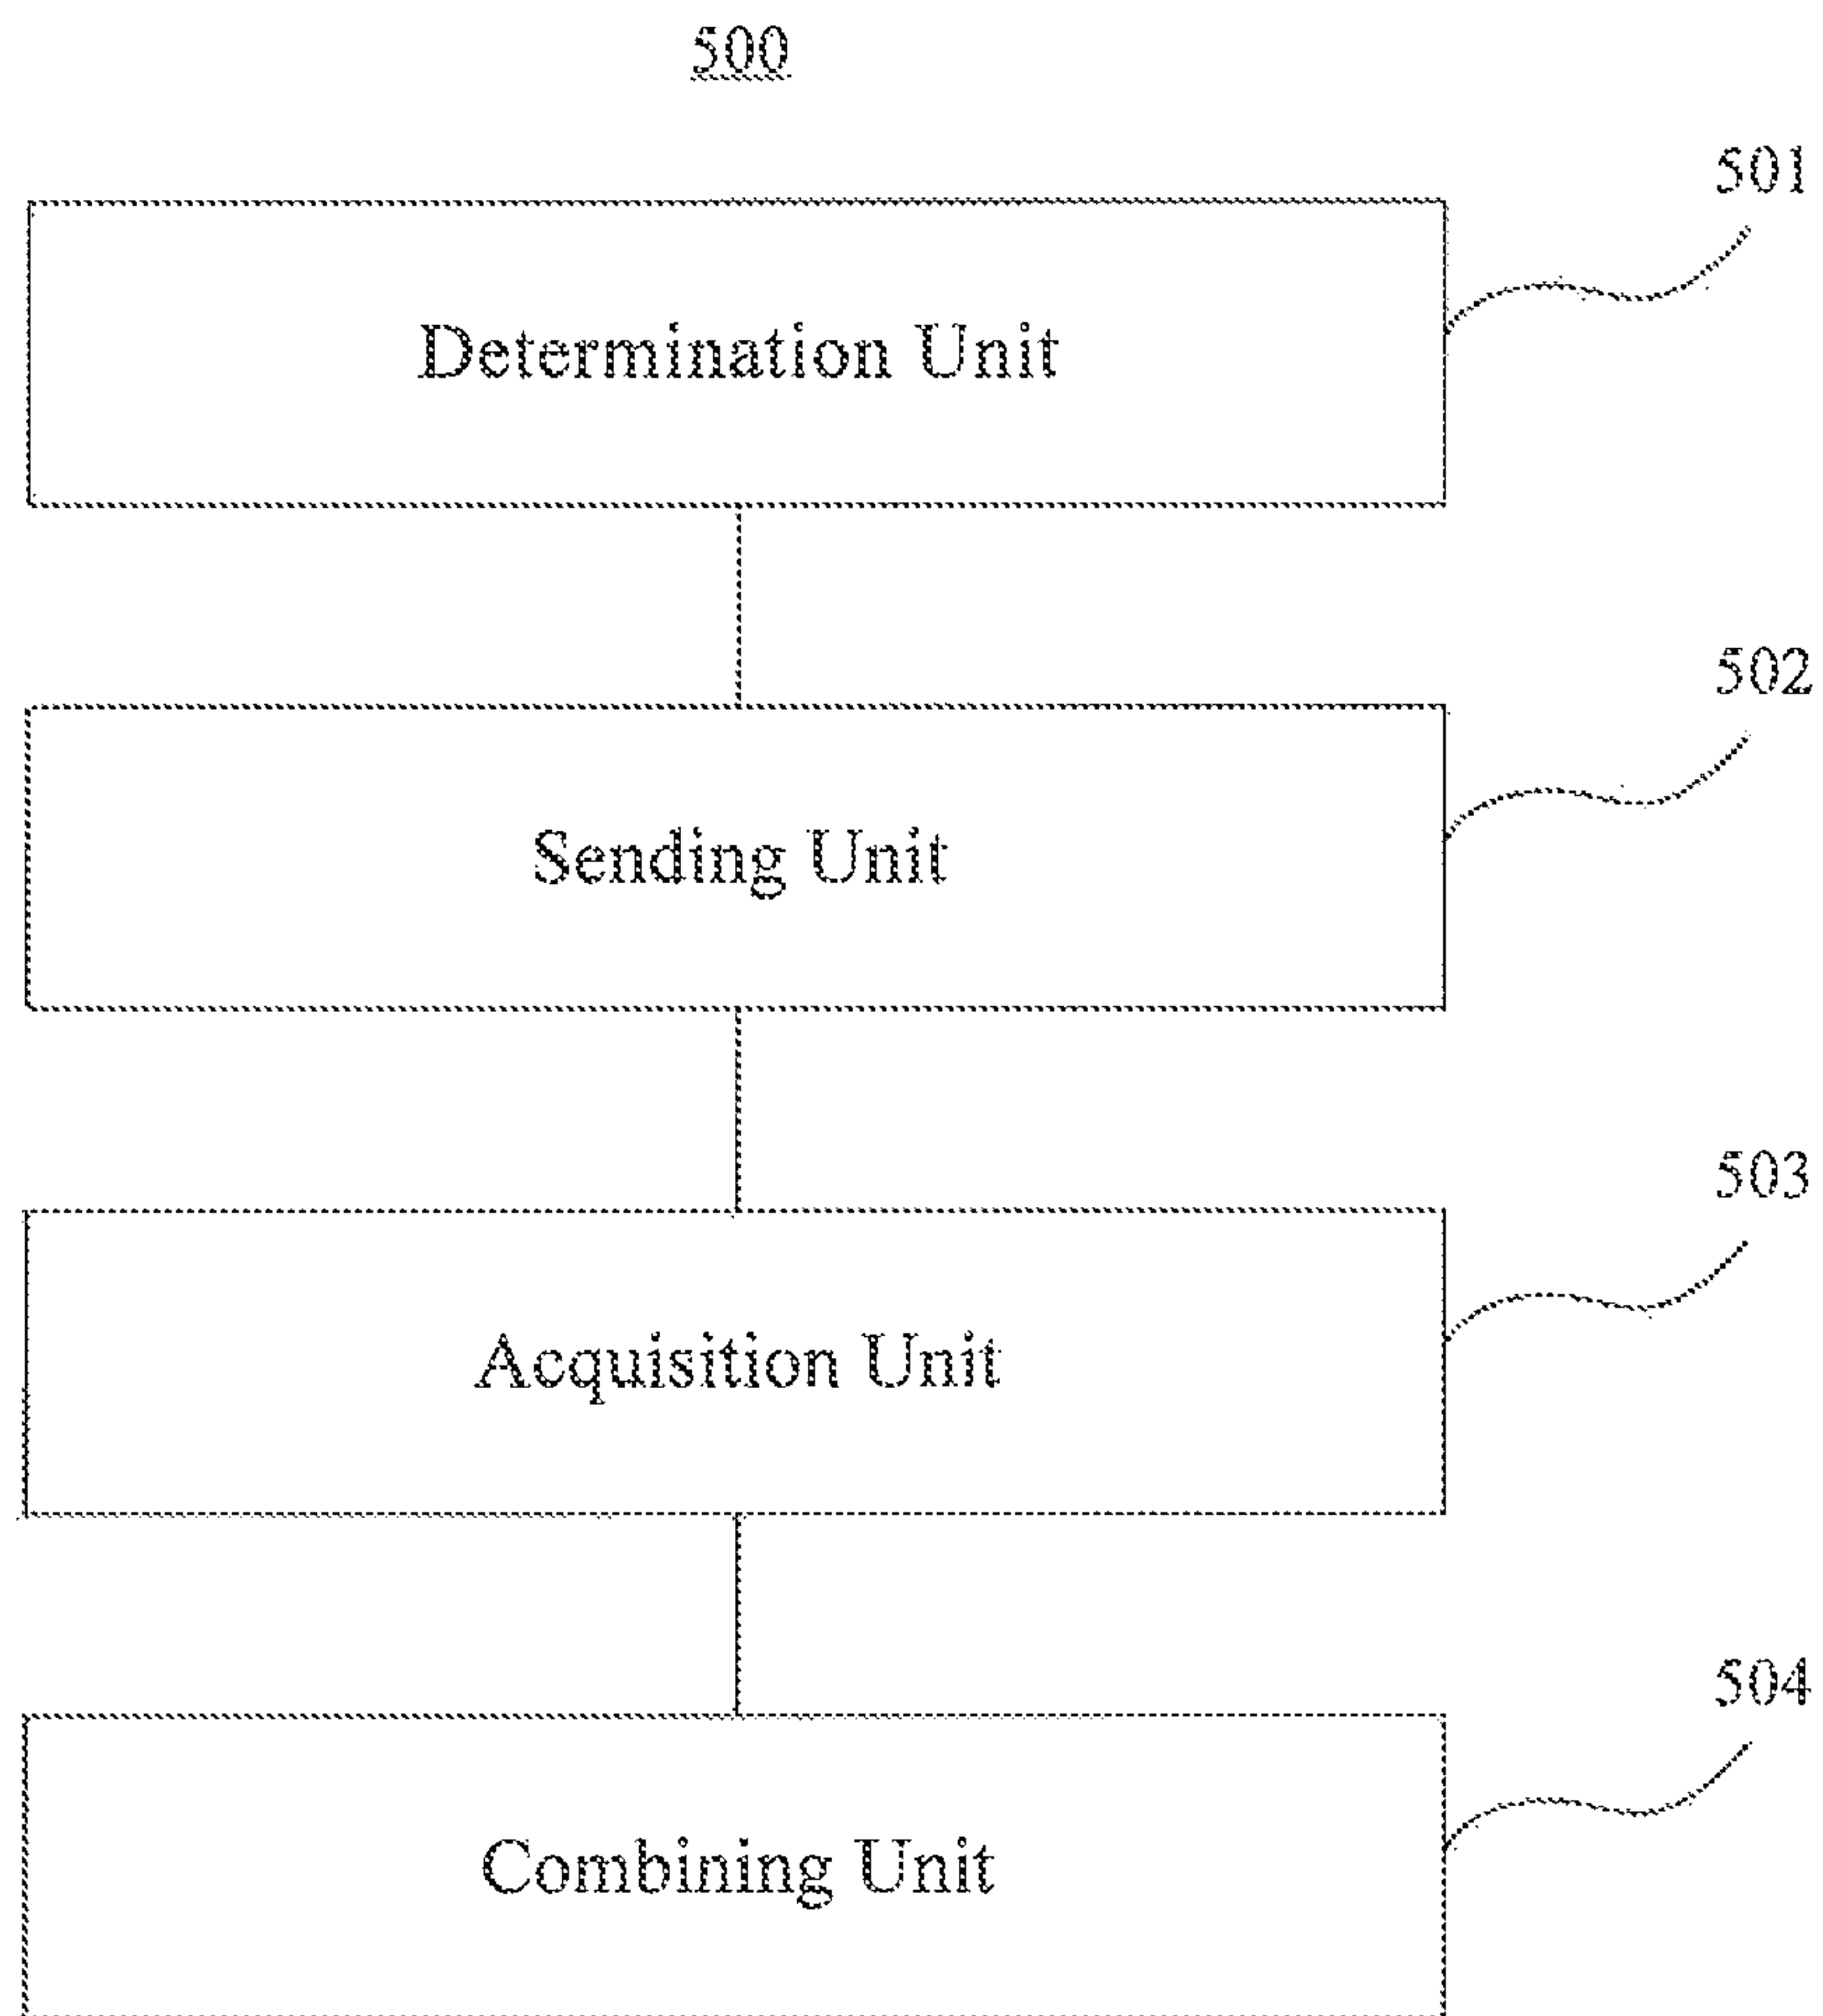 500
501
Determination Unit
502
Sending Unit
503
Acquisition Unit
504
Combining Unit